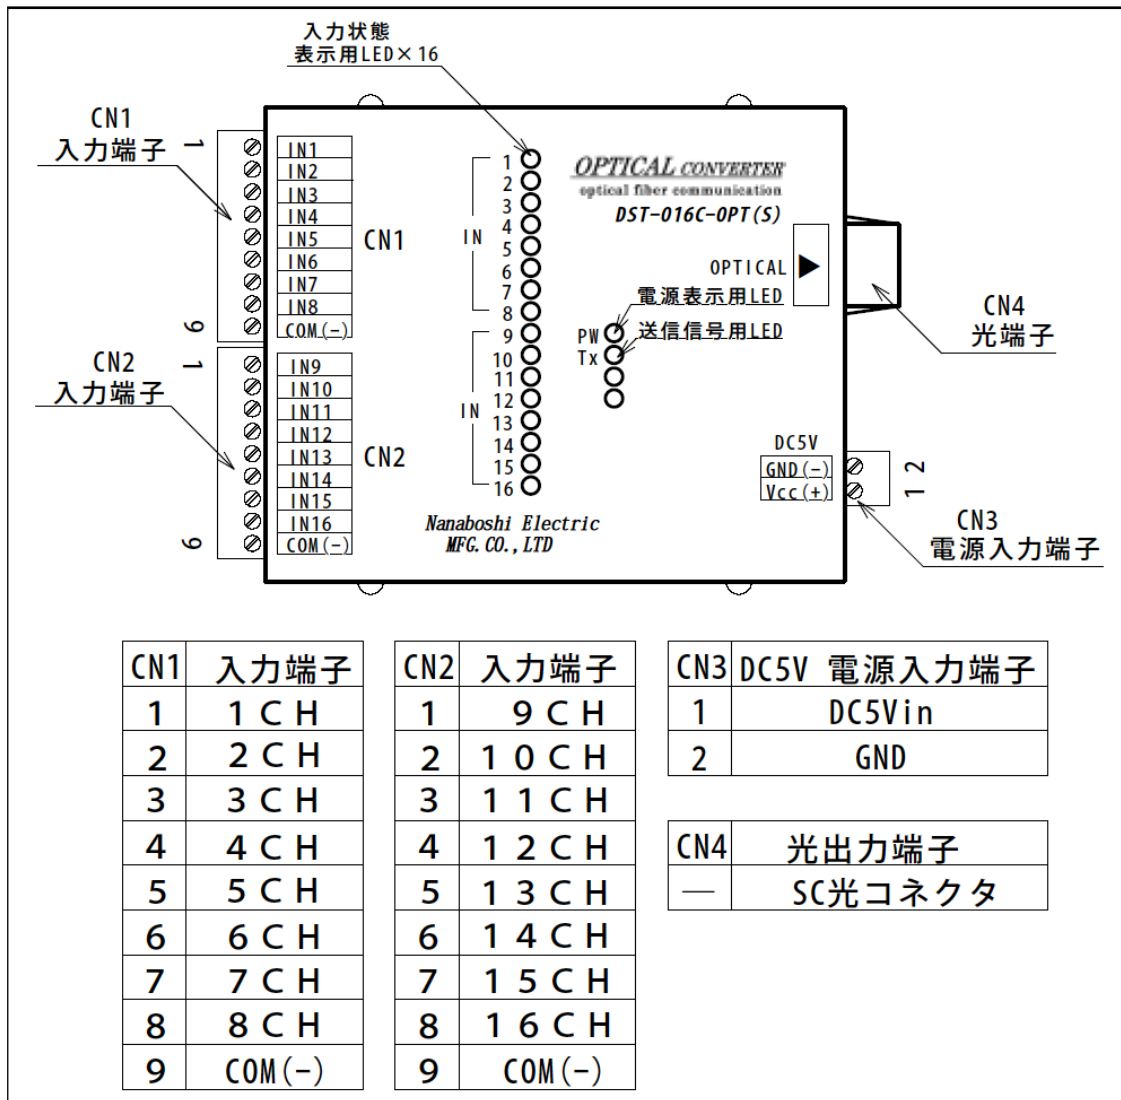 入力状態
表示用LED×16
CN1
入力端子
1
9
IN1
IN2
IN3
IN4
IN5
IN6
IN7
IN8
COM(-)
CN1
CN2
入力端子
1
9
IN9
IN10
IN11
IN12
IN13
IN14
IN15
IN16
COM(-)
CN2
IN
1
2
3
4
5
6
7
8
IN
9
10
11
12
13
14
15
16
OPTICAL CONVERTER
optical fiber communication
DST-016C-OPT(S)
OPTICAL ▶
電源表示用LED
PW
送信信号用LED
Tx
CN4
光端子
DC5V
GND(-)
Vcc(+)
2
1
CN3
電源入力端子
Nanaboshi Electric
MFG.CO.,LTD
CN1 入力端子
1 1CH
2 2CH
3 3CH
4 4CH
5 5CH
6 6CH
7 7CH
8 8CH
9 COM(-)
CN2 入力端子
1 9CH
2 10CH
3 11CH
4 12CH
5 13CH
6 14CH
7 15CH
8 16CH
9 COM(-)
CN3 DC5V 電源入力端子
1 DC5Vin
2 GND
CN4 光出力端子
— SC光コネクタ